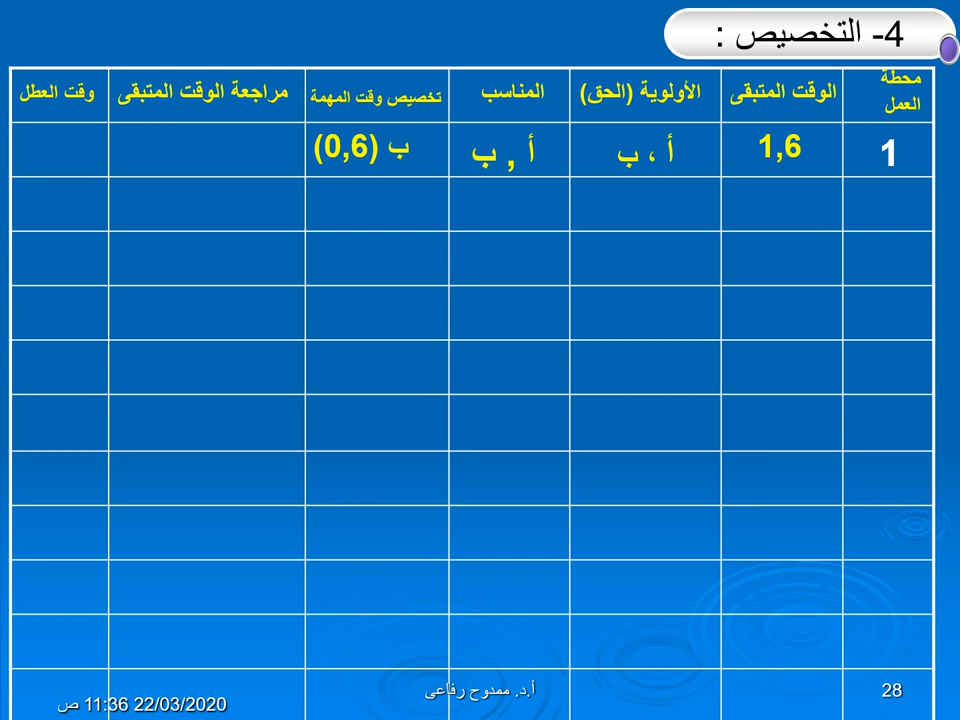 4- التخصيص :
محطة العمل
الوقت المتبقى
الأولوية (الحق)
المناسب
تخصيص وقت المهمة
مراجعة الوقت المتبقى
وقت العطل
1
1,6
أ ، ب
أ , ب
ب (0,6)
28
أ.د. ممدوح رفاعى
22/03/2020 11:36 ص